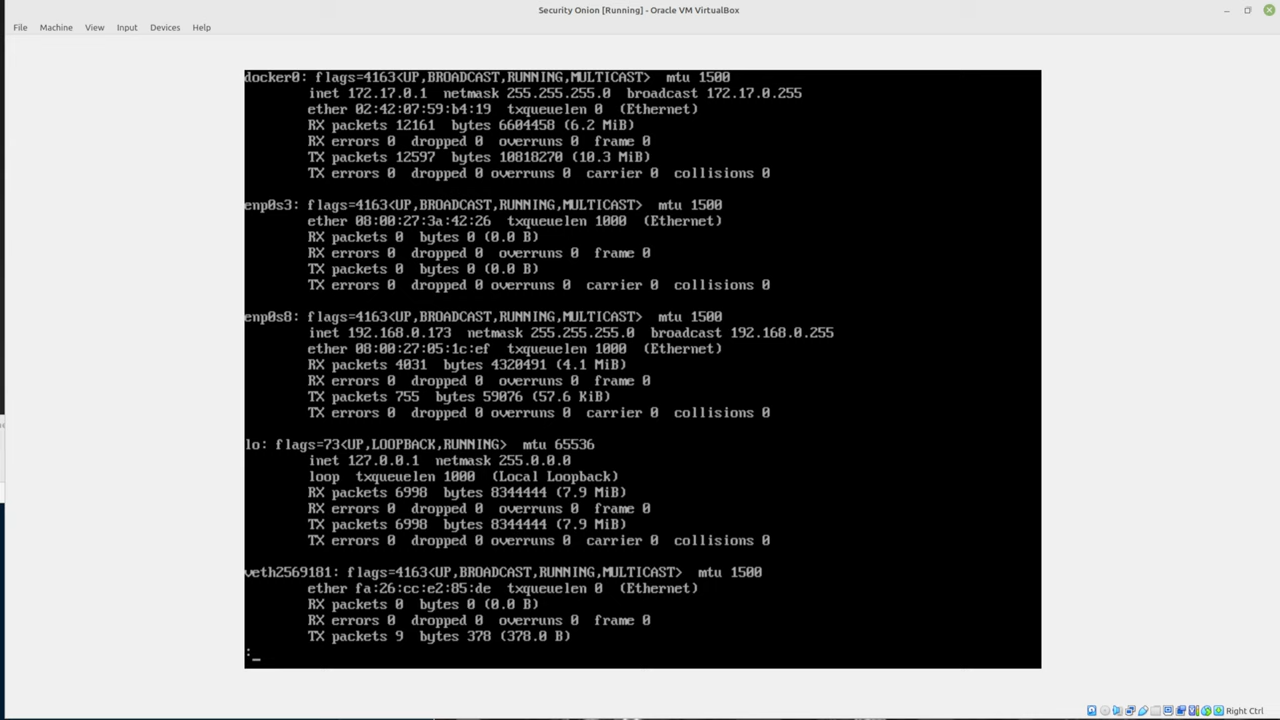 Security Onion [Running] - Oracle VM VirtualBox
File Machine View Input Devices Help
docker0: flags=4163<UP,BROADCAST,RUNNING,MULTICAST>  mtu 1500
        inet 172.17.0.1  netmask 255.255.255.0  broadcast 172.17.0.255
        ether 02:42:07:59:b4:19  txqueuelen 0  (Ethernet)
        RX packets 12161  bytes 6604458 (6.2 MiB)
        RX errors 0  dropped 0  overruns 0  frame 0
        TX packets 12597  bytes 10818270 (10.3 MiB)
        TX errors 0  dropped 0 overruns 0  carrier 0  collisions 0
enp0s3: flags=4163<UP,BROADCAST,RUNNING,MULTICAST>  mtu 1500
        ether 08:00:27:3a:42:26  txqueuelen 1000  (Ethernet)
        RX packets 0  bytes 0 (0.0 B)
        RX errors 0  dropped 0  overruns 0  frame 0
        TX packets 0  bytes 0 (0.0 B)
        TX errors 0  dropped 0 overruns 0  carrier 0  collisions 0
enp0s8: flags=4163<UP,BROADCAST,RUNNING,MULTICAST>  mtu 1500
        inet 192.168.0.173  netmask 255.255.255.0  broadcast 192.168.0.255
        ether 08:00:27:05:1c:ef  txqueuelen 1000  (Ethernet)
        RX packets 4031  bytes 4320491 (4.1 MiB)
        RX errors 0  dropped 0  overruns 0  frame 0
        TX packets 755  bytes 59076 (57.6 KiB)
        TX errors 0  dropped 0 overruns 0  carrier 0  collisions 0
lo: flags=73<UP,LOOPBACK,RUNNING>  mtu 65536
        inet 127.0.0.1  netmask 255.0.0.0
        loop  txqueuelen 1000  (Local Loopback)
        RX packets 6998  bytes 8344444 (7.9 MiB)
        RX errors 0  dropped 0  overruns 0  frame 0
        TX packets 6998  bytes 8344444 (7.9 MiB)
        TX errors 0  dropped 0 overruns 0  carrier 0  collisions 0
veth2569181: flags=4163<UP,BROADCAST,RUNNING,MULTICAST>  mtu 1500
        ether fa:26:cc:e2:85:de  txqueuelen 0  (Ethernet)
        RX packets 0  bytes 0 (0.0 B)
        RX errors 0  dropped 0  overruns 0  frame 0
        TX packets 9  bytes 378 (378.0 B)
:_
Right Ctrl